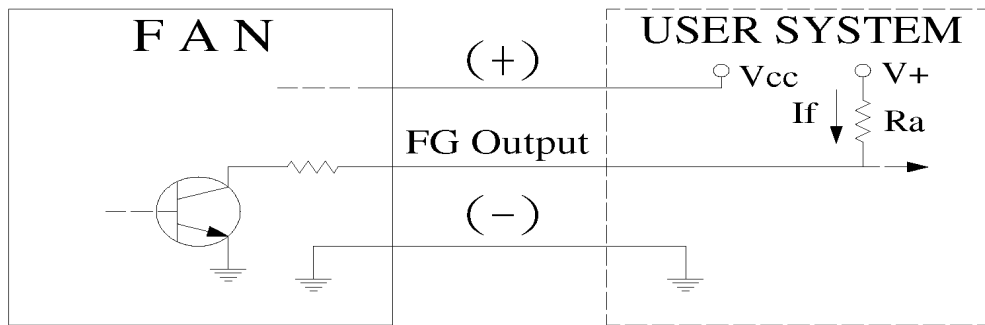 F A N
USER SYSTEM
(+)
Vcc
V+
If
Ra
FG Output
(-)